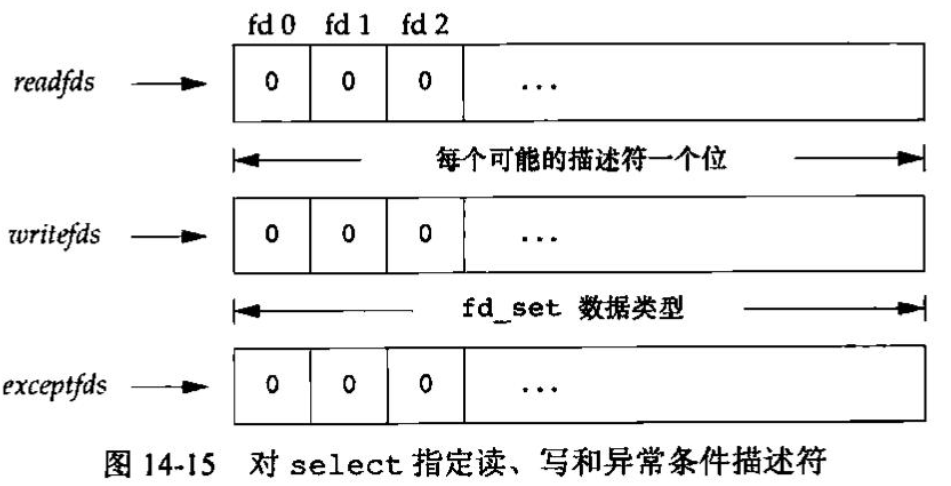 fd 0 fd 1 fd 2
readfds 0 0 0 ...
每个可能的描述符一个位
writefds 0 0 0 ...
fd_set 数据类型
exceptfds 0 0 0 ...
图 14-15 对 select 指定读、写和异常条件描述符